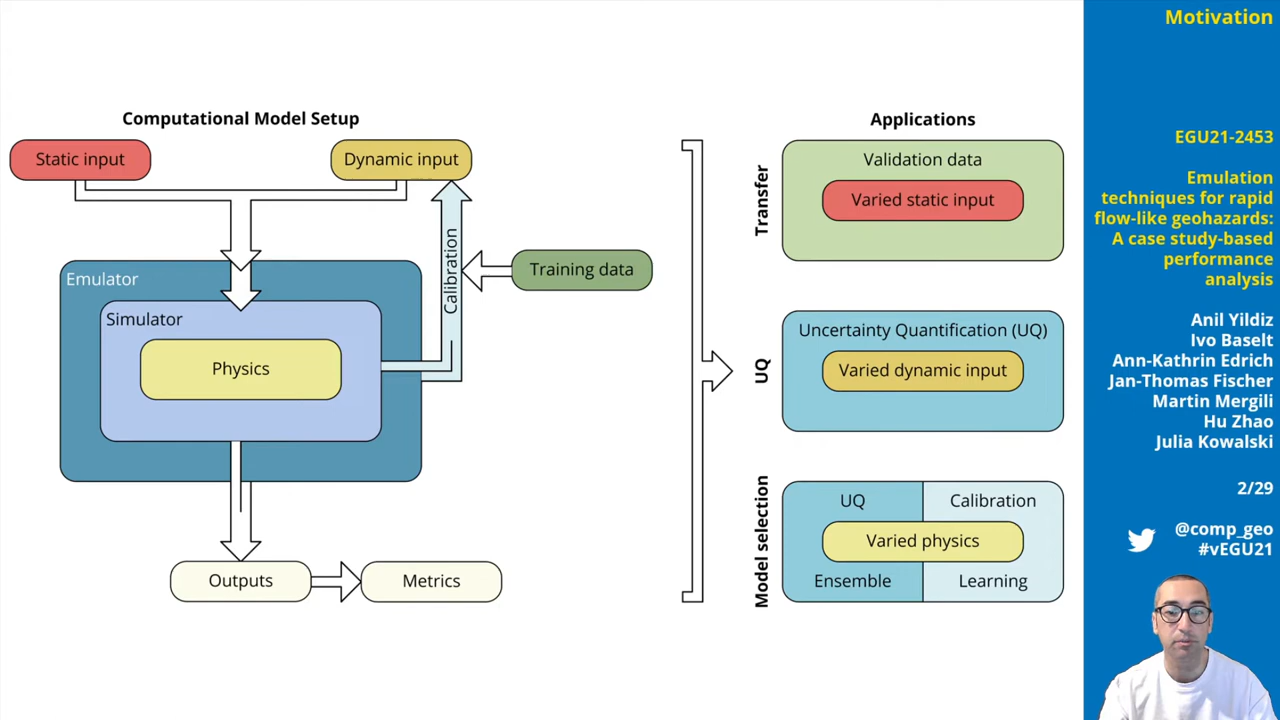 Motivation
Computational Model Setup
Static input
Dynamic input
Emulator
Simulator
Physics
Calibration
Training data
Outputs
Metrics
Applications
Transfer
Validation data
Varied static input
UQ
Uncertainty Quantification (UQ)
Varied dynamic input
Model selection
UQ
Calibration
Varied physics
Ensemble
Learning
EGU21-2453
Emulation
techniques for rapid
flow-like geohazards:
A case study-based
performance
analysis
Anil Yildiz
Ivo Baselt
Ann-Kathrin Edrich
Jan-Thomas Fischer
Martin Mergili
Hu Zhao
Julia Kowalski
2/29
@comp_geo
#vEGU21